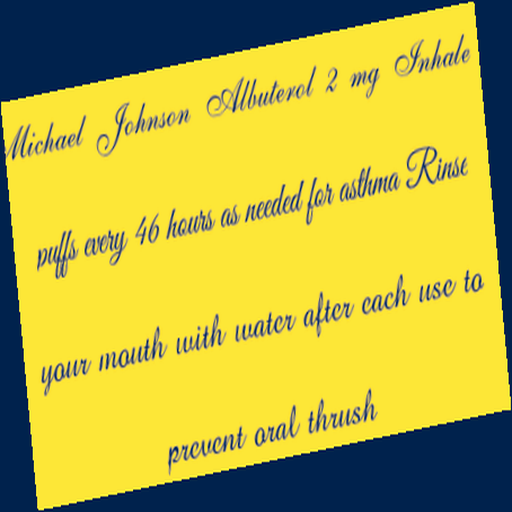 Michael Johnson Albuterol 2 mg Inhale
puffs every 46 hours as needed for asthma Rinse
your mouth with water after each use to
prevent oral thrush